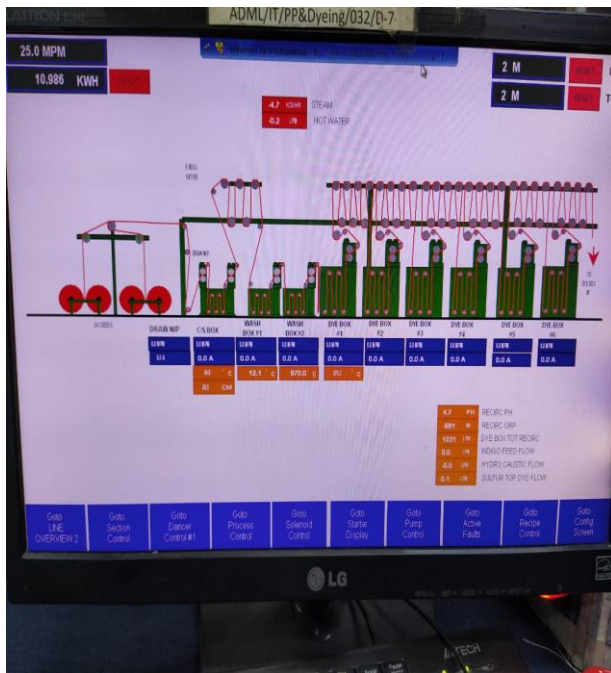 ADML/IT/PP&Dyeing/032/D-7
25.0 MPM
10.986 KWH
2 M
2 M
STEAM
-0.2 HOT WATER
DRAW NIP
C/S BOX
WASH BOX #1
WASH BOX #2
DYE BOX #1
DYE BOX #2
DYE BOX #3
DYE BOX #4
DYE BOX #5
DYE BOX #6
0.0 A
0.0 A
0.0 A
0.0 A
0.0 A
0.0 A
0.0 A
0.0 A
0.0 A
12.1 ° C
870.0 ° C
TO
DYE BOX
4.7 PH RECIRC PH
RECIRC ORP
1231 DYE BOX TOT RECIRC
0.0 INDIGO FEED FLOW
-0.0 HYDRO CAUSTIC FLOW
0.1 SULFUR TOP DYE FLOW
Goto LINE OVERVIEW 2
Goto Section Control
Goto Dancer Control #1
Goto Process Control
Goto Solenoid Control
Goto Starter Display
Goto Pump Control
Goto Active Faults
Goto Recipe Control
Goto Config Screen
LG
A4TECH
Pause